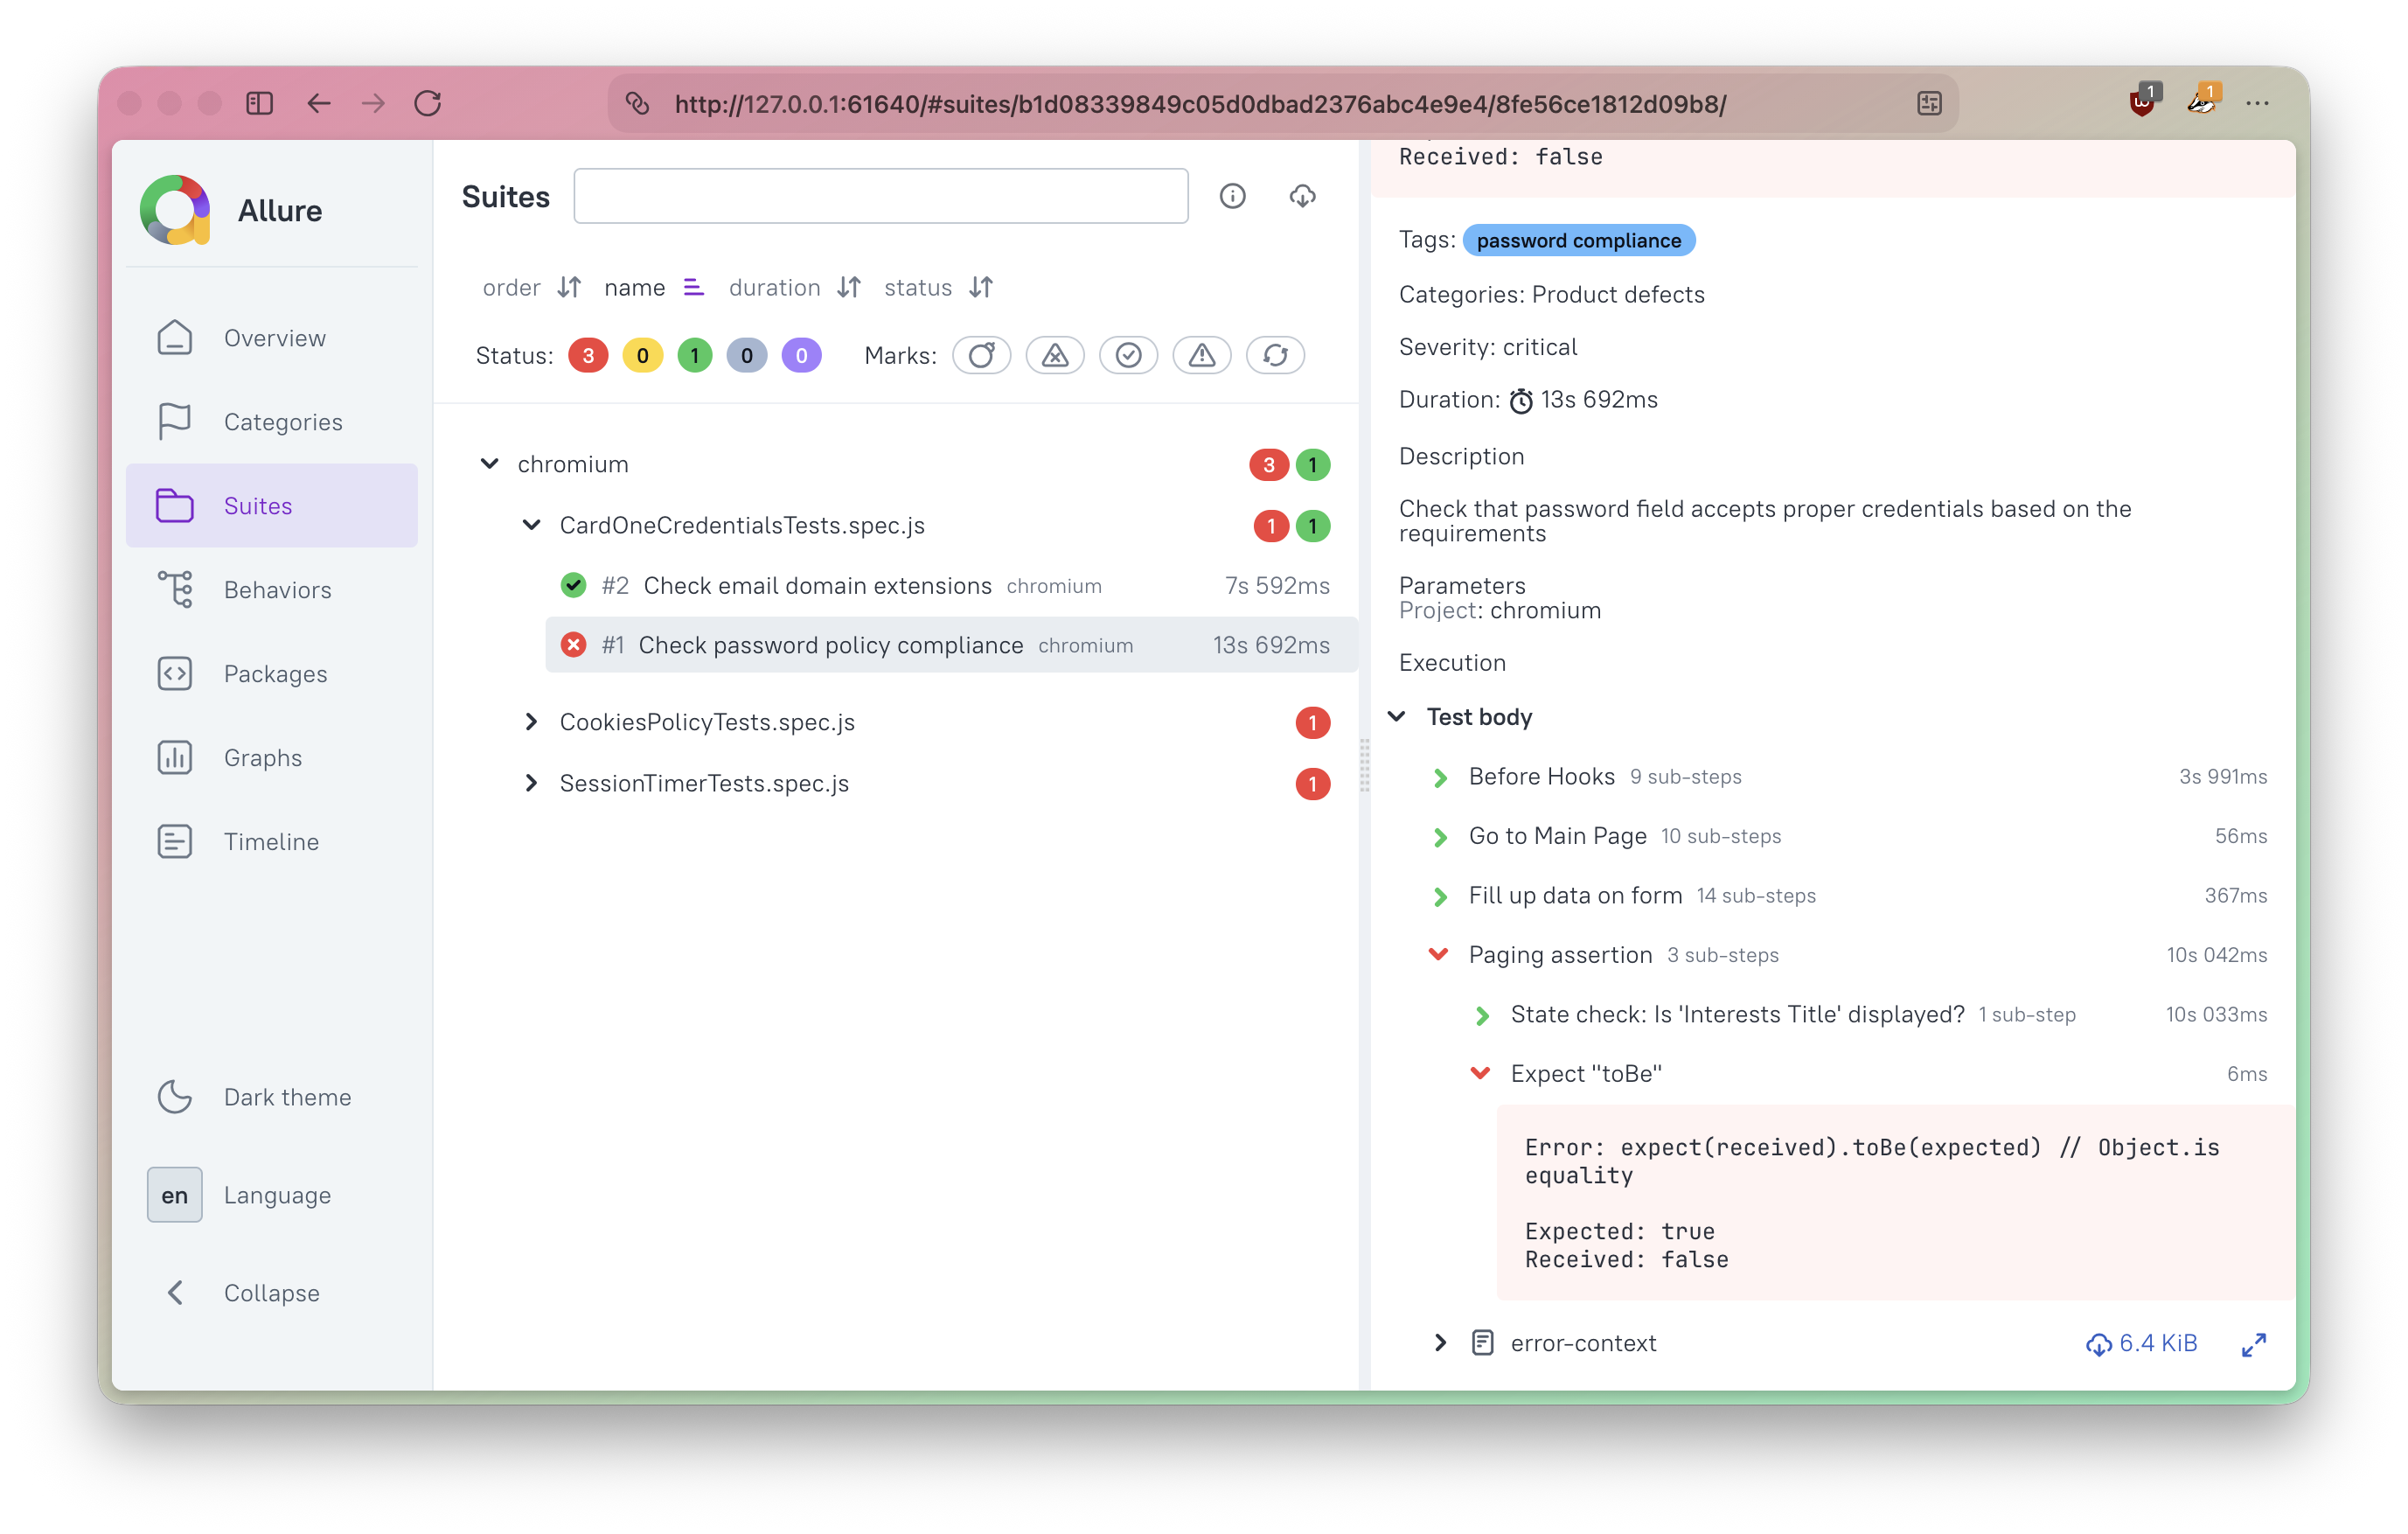 http://127.0.0.1:61640/#suites/b1d08339849c05d0dbad2376abc4e9e4/8fe56ce1812d09b8/
1
1
Allure
Overview
Categories
Suites
Behaviors
Packages
Graphs
Timeline
Dark theme
en Language
Collapse
Suites
order name duration status
Status: 3 0 1 0 0 Marks:
chromium 3 1
CardOneCredentialsTests.spec.js 1 1
#2 Check email domain extensions chromium 7s 592ms
#1 Check password policy compliance chromium 13s 692ms
CookiesPolicyTests.spec.js 1
SessionTimerTests.spec.js 1
Received: false
Tags: password compliance
Categories: Product defects
Severity: critical
Duration: 13s 692ms
Description
Check that password field accepts proper credentials based on the
requirements
Parameters
Project: chromium
Execution
Test body
Before Hooks 9 sub-steps 3s 991ms
Go to Main Page 10 sub-steps 56ms
Fill up data on form 14 sub-steps 367ms
Paging assertion 3 sub-steps 10s 042ms
State check: Is 'Interests Title' displayed? 1 sub-step 10s 033ms
Expect "toBe" 6ms
Error: expect(received).toBe(expected) // Object.is
equality
Expected: true
Received: false
error-context 6.4 KiB